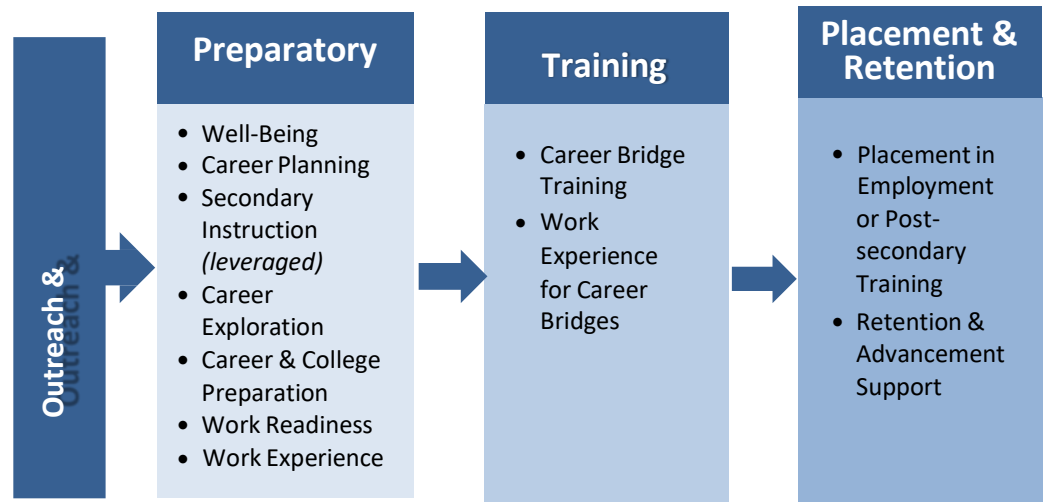 Outreach &
Preparatory
• Well-Being
• Career Planning
• Secondary
Instruction
(leveraged)
• Career
Exploration
• Career & College
Preparation
• Work Readiness
• Work Experience
Training
• Career Bridge
Training
• Work
Experience
for Career
Bridges
Placement &
Retention
• Placement in
Employment
or Post-
secondary
Training
• Retention &
Advancement
Support